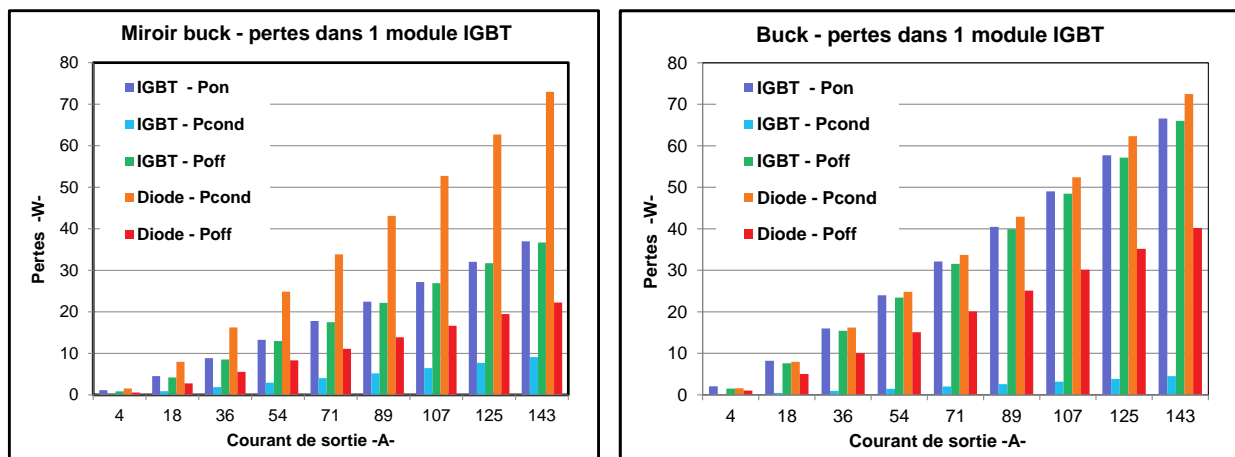 Miroir buck - pertes dans 1 module IGBT
80
70
60
50
40
30
20
10
0
Pertes -W-
IGBT - Pon
IGBT - Pcond
IGBT - Poff
Diode - Pcond
Diode - Poff
4 18 36 54 71 89 107 125 143
Courant de sortie -A-
Buck - pertes dans 1 module IGBT
80
70
60
50
40
30
20
10
0
Pertes -W-
IGBT - Pon
IGBT - Pcond
IGBT - Poff
Diode - Pcond
Diode - Poff
4 18 36 54 71 89 107 125 143
Courant de sortie -A-